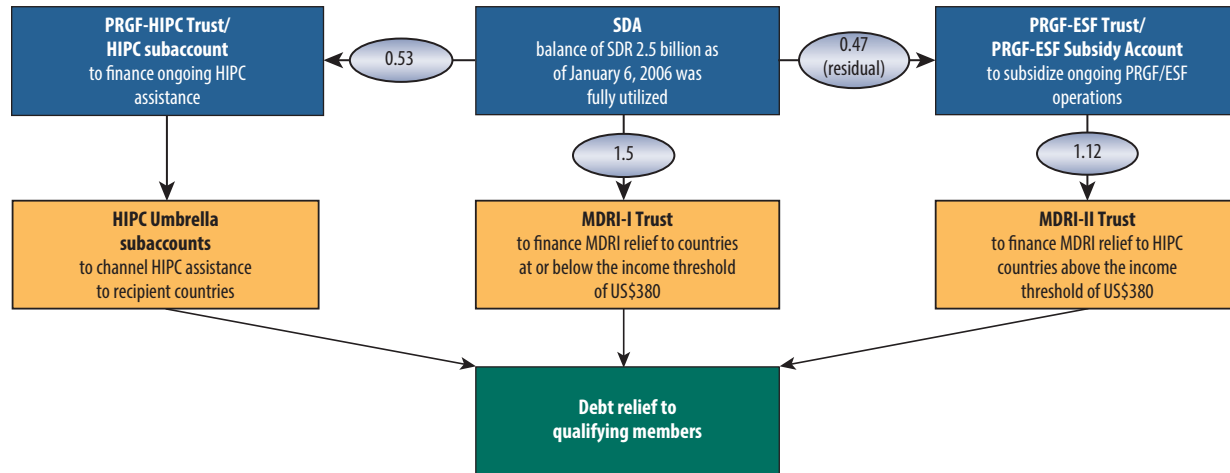 PRGF-HIPC Trust/
HIPC subaccount
to finance ongoing HIPC
assistance
0.53
SDA
balance of SDR 2.5 billion as
of January 6, 2006 was
fully utilized
0.47
(residual)
PRGF-ESF Trust/
PRGF-ESF Subsidy Account
to subsidize ongoing PRGF/ESF
operations
1.5
1.12
HIPC Umbrella
subaccounts
to channel HIPC assistance
to recipient countries
MDRI-I Trust
to finance MDRI relief to countries
at or below the income threshold
of US$380
MDRI-II Trust
to finance MDRI relief to HIPC
countries above the income
threshold of US$380
Debt relief to
qualifying members